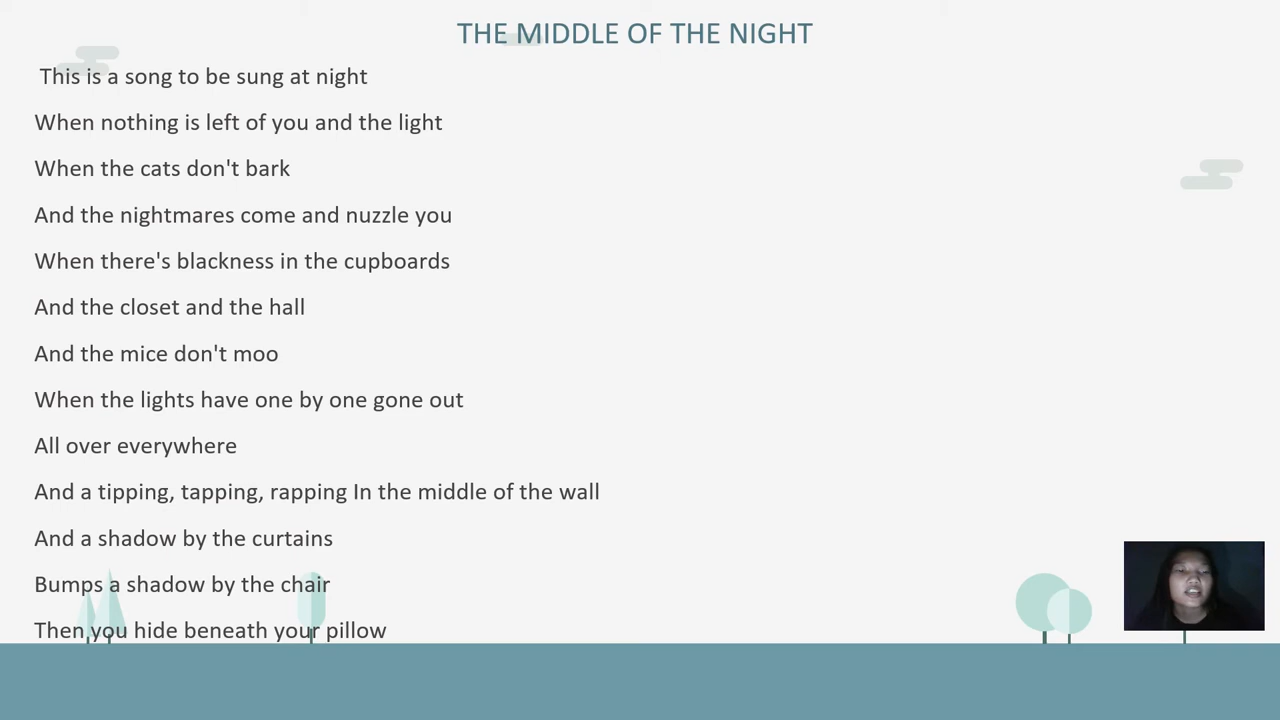 THE MIDDLE OF THE NIGHT
This is a song to be sung at night
When nothing is left of you and the light
When the cats don't bark
And the nightmares come and nuzzle you
When there's blackness in the cupboards
And the closet and the hall
And the mice don't moo
When the lights have one by one gone out
All over everywhere
And a tipping, tapping, rapping In the middle of the wall
And a shadow by the curtains
Bumps a shadow by the chair
Then you hide beneath your pillow